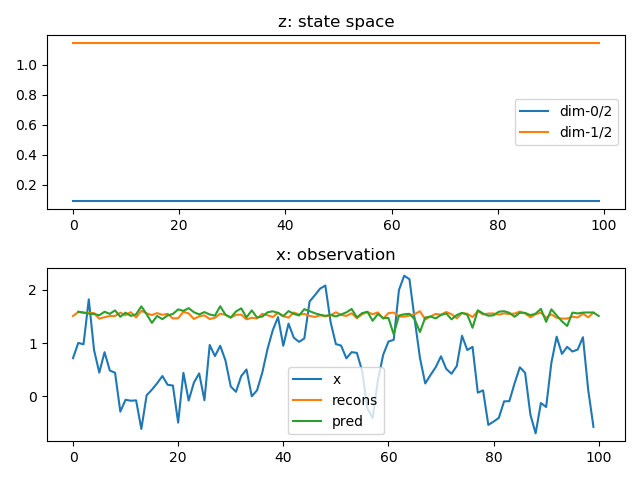 z: state space
1.0
0.8
0.6
0.4
0.2
dim-0/2
dim-1/2
0 20 40 60 80 100
x: observation
2
1
0
x
recons
pred
0 20 40 60 80 100